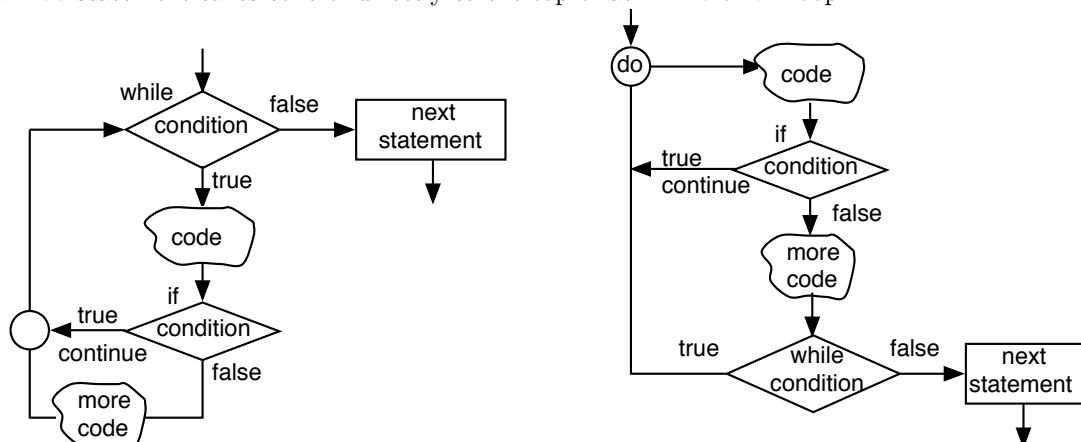 while
condition
false
next
statement
true
code
if
condition
true
continue
false
more
code
do
code
if
condition
true
continue
false
more
code
while
condition
true
false
next
statement